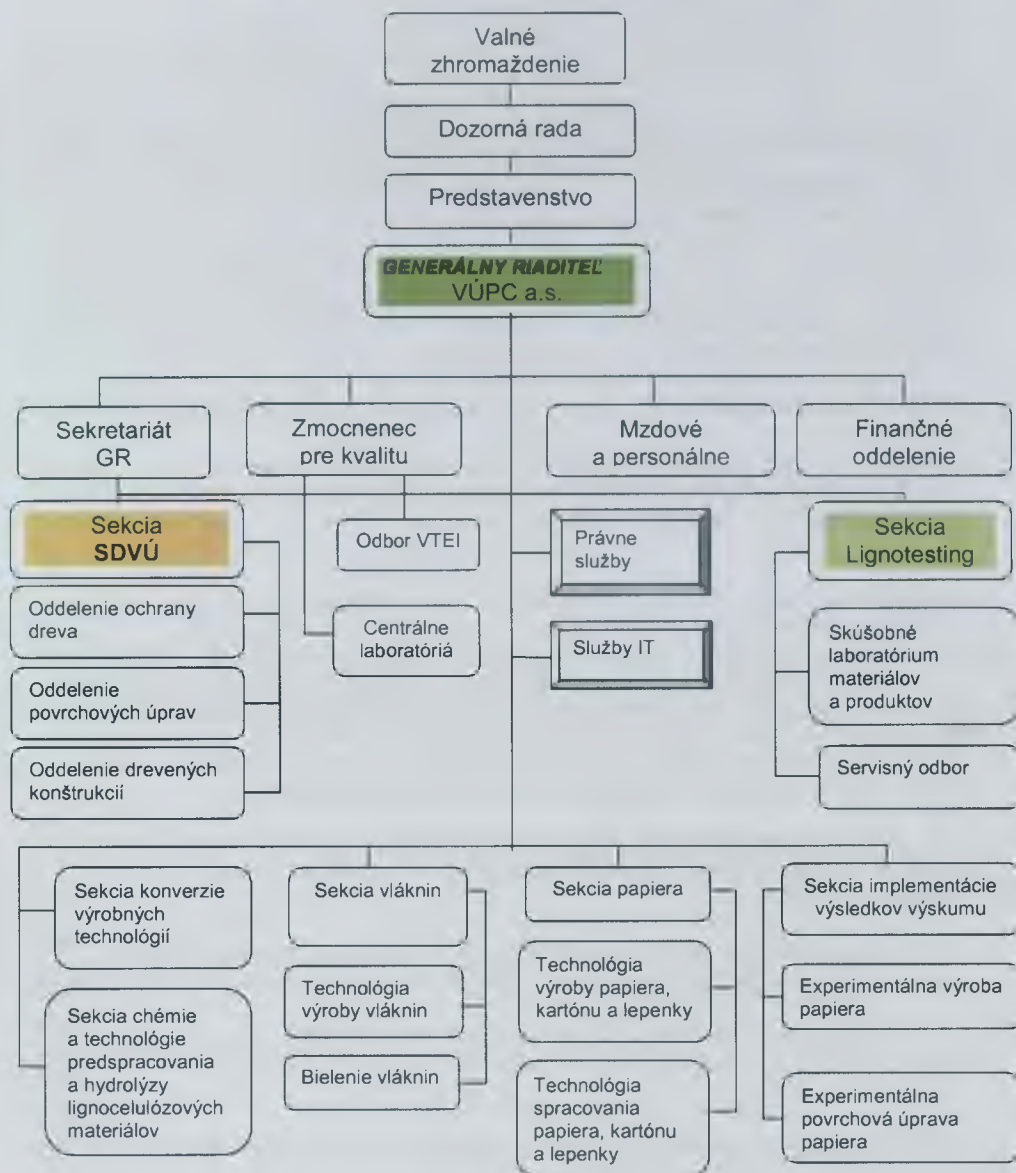 Valné
zhromaždenie
Dozorná rada
Predstavenstvo
GENERÁLNY RIADITEĽ
VÚPC a.s.
Sekretariát
GR
Zmocnenec
pre kvalitu
Mzdové
a personálne
Finančné
oddelenie
Sekcia
SDVÚ
Odbor VTEI
Právne
služby
Sekcia
Lignotesting
Oddelenie ochrany
dreva
Centrálne
laboratóriá
Služby IT
Skúšobné
laboratórium
materiálov
a produktov
Oddelenie
povrchových úprav
Oddelenie drevených
konštrukcií
Servisný odbor
Sekcia konverzie
výrobných
technológií
Sekcia vláknin
Sekcia papiera
Sekcia implementácie
výsledkov výskumu
Sekcia chémie
a technológie
predspracovania
a hydrolýzy
lignocelulózových
materiálov
Technológia
výroby vláknin
Technológia
výroby papiera,
kartónu a lepenky
Experimentálna výroba
papiera
Bielenie vláknin
Technológia
spracovania
papiera, kartónu
a lepenky
Experimentálna
povrchová úprava
papiera